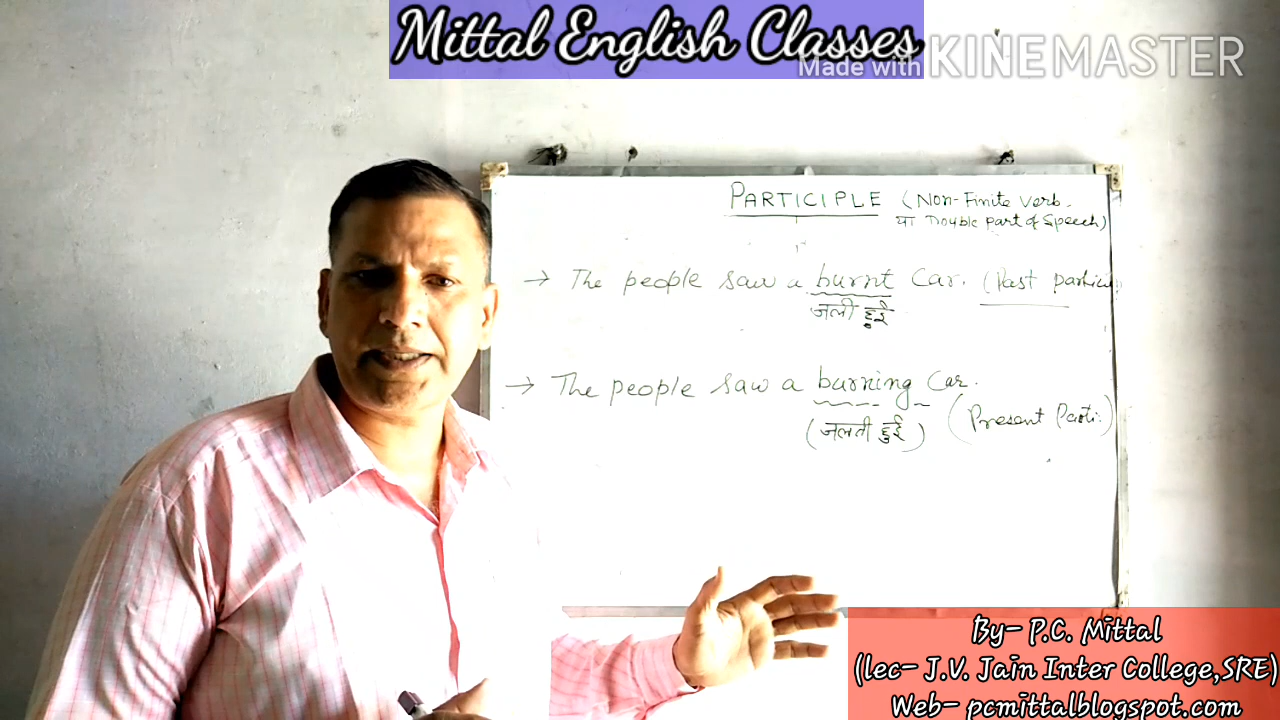 Mittal English Classes
Made with KINEMASTER
PARTICIPLE (Non-Finite Verb.
या Double part of Speech)
→ The people saw a burnt Car. (Past partici
जली हुई
→ The people saw a burning Car.
(जलती हुई) (Present Parti.)
By- P.C. Mittal
(lec- J.V. Jain Inter College,SRE)
Web- pcmittalblogspot.com